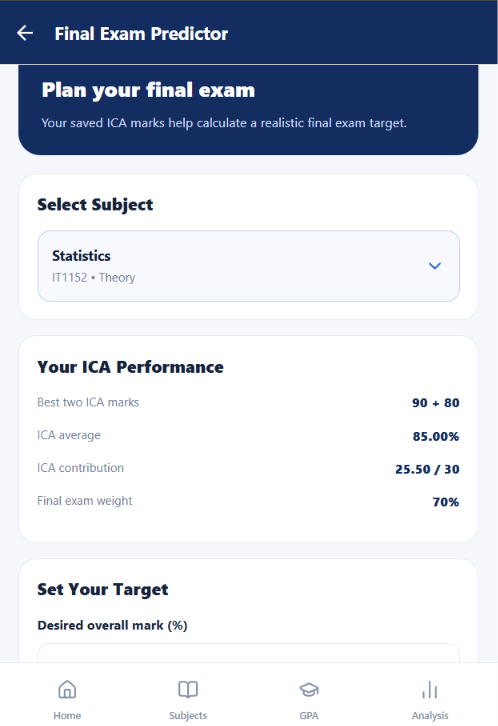 Final Exam Predictor
Plan your final exam
Your saved ICA marks help calculate a realistic final exam target.
Select Subject
Statistics
IT1152 • Theory
Your ICA Performance
Best two ICA marks 90 + 80
ICA average 85.00%
ICA contribution 25.50 / 30
Final exam weight 70%
Set Your Target
Desired overall mark (%)
Home Subjects GPA Analysis